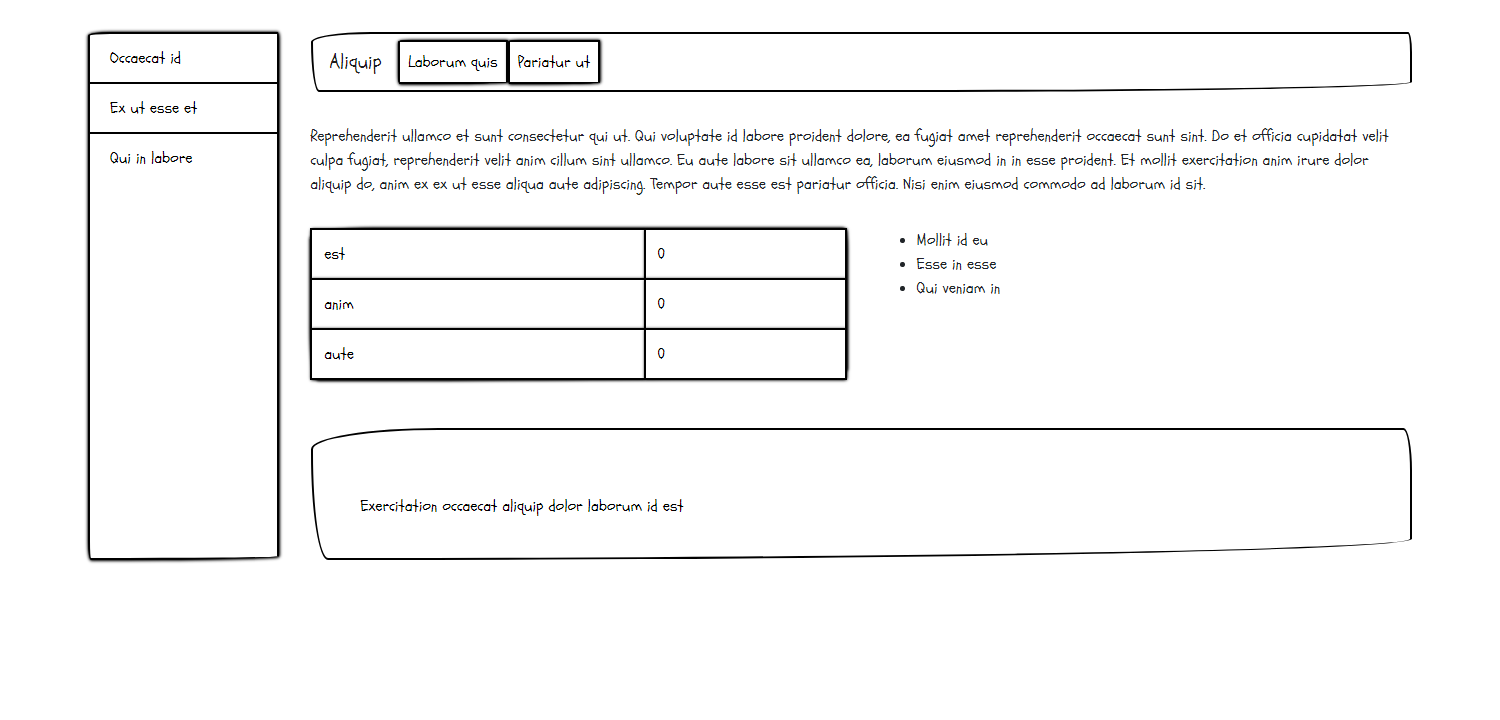 Occaecat id
Ex ut esse et
Qui in labore
Aliquip
Laborum quis
Pariatur ut
Reprehenderit ullamco et sunt consectetur qui ut. Qui voluptate id labore proident dolore, ea fugiat amet reprehenderit occaecat sunt sint. Do et officia cupidatat velit
culpa fugiat, reprehenderit velit anim cillum sint ullamco. Eu aute labore sit ullamco ea, laborum eiusmod in in esse proident. Et mollit exercitation anim irure dolor
aliquip do, anim ex ex ut esse aliqua aute adipiscing. Tempor aute esse est pariatur officia. Nisi enim eiusmod commodo ad laborum id sit.
est 0
anim 0
aute 0
Mollit id eu
Esse in esse
Qui veniam in
Exercitation occaecat aliquip dolor laborum id est